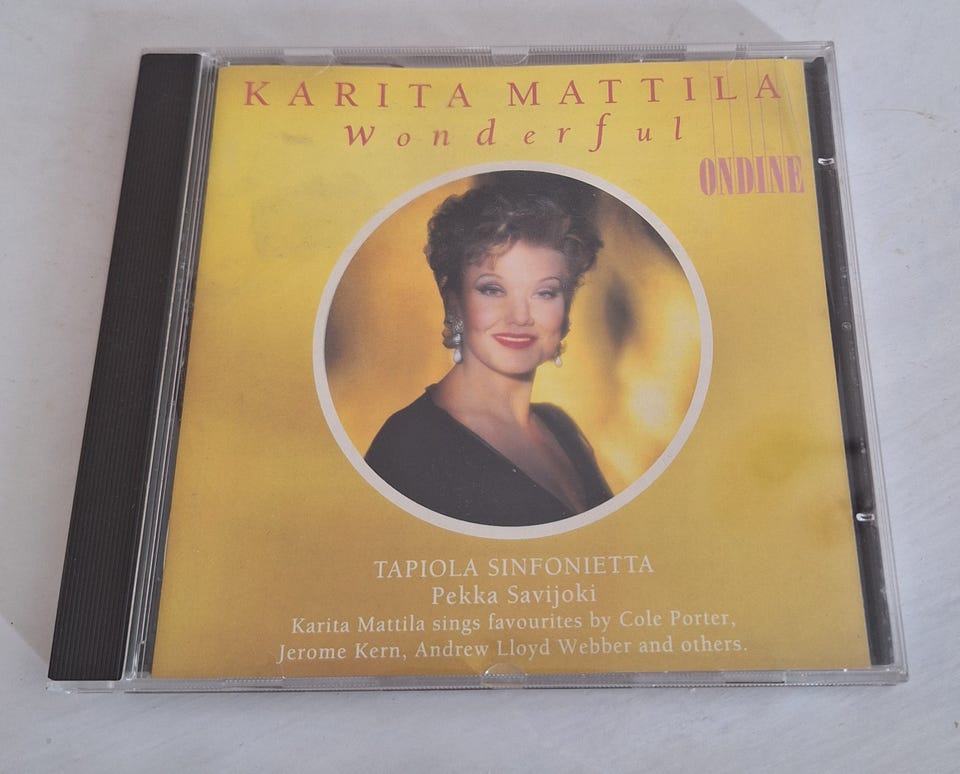 KARITA MATTILA
Wonderful
ONDINE
TAPIOLA SINFONIETTA
Pekka Savijoki
Karita Mattila sings favourites by Cole Porter,
Jerome Kern, Andrew Lloyd Webber and others.